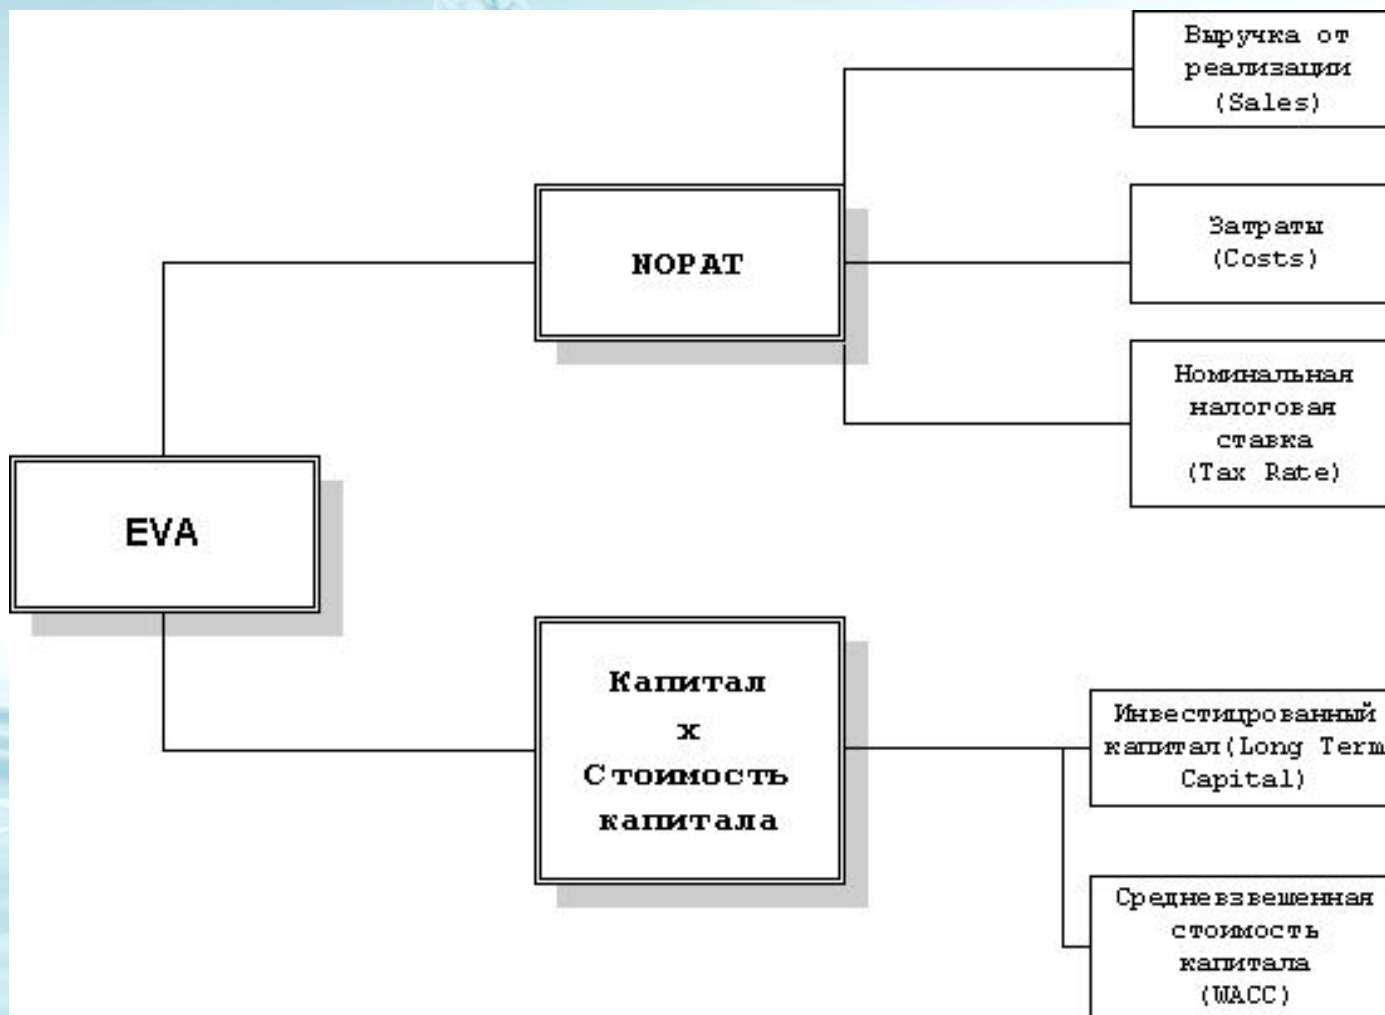 Выручка от
реализации
(Sales)
NOPAT
Затраты
(Costs)
Номинальная
налоговая
ставка
(Tax Rate)
EVA
Капитал
x
Стоимость
капитала
Инвестицрованный
капитал(Long Term
Capital)
Средневзвешенная
стоимость
капитала
(WACC)